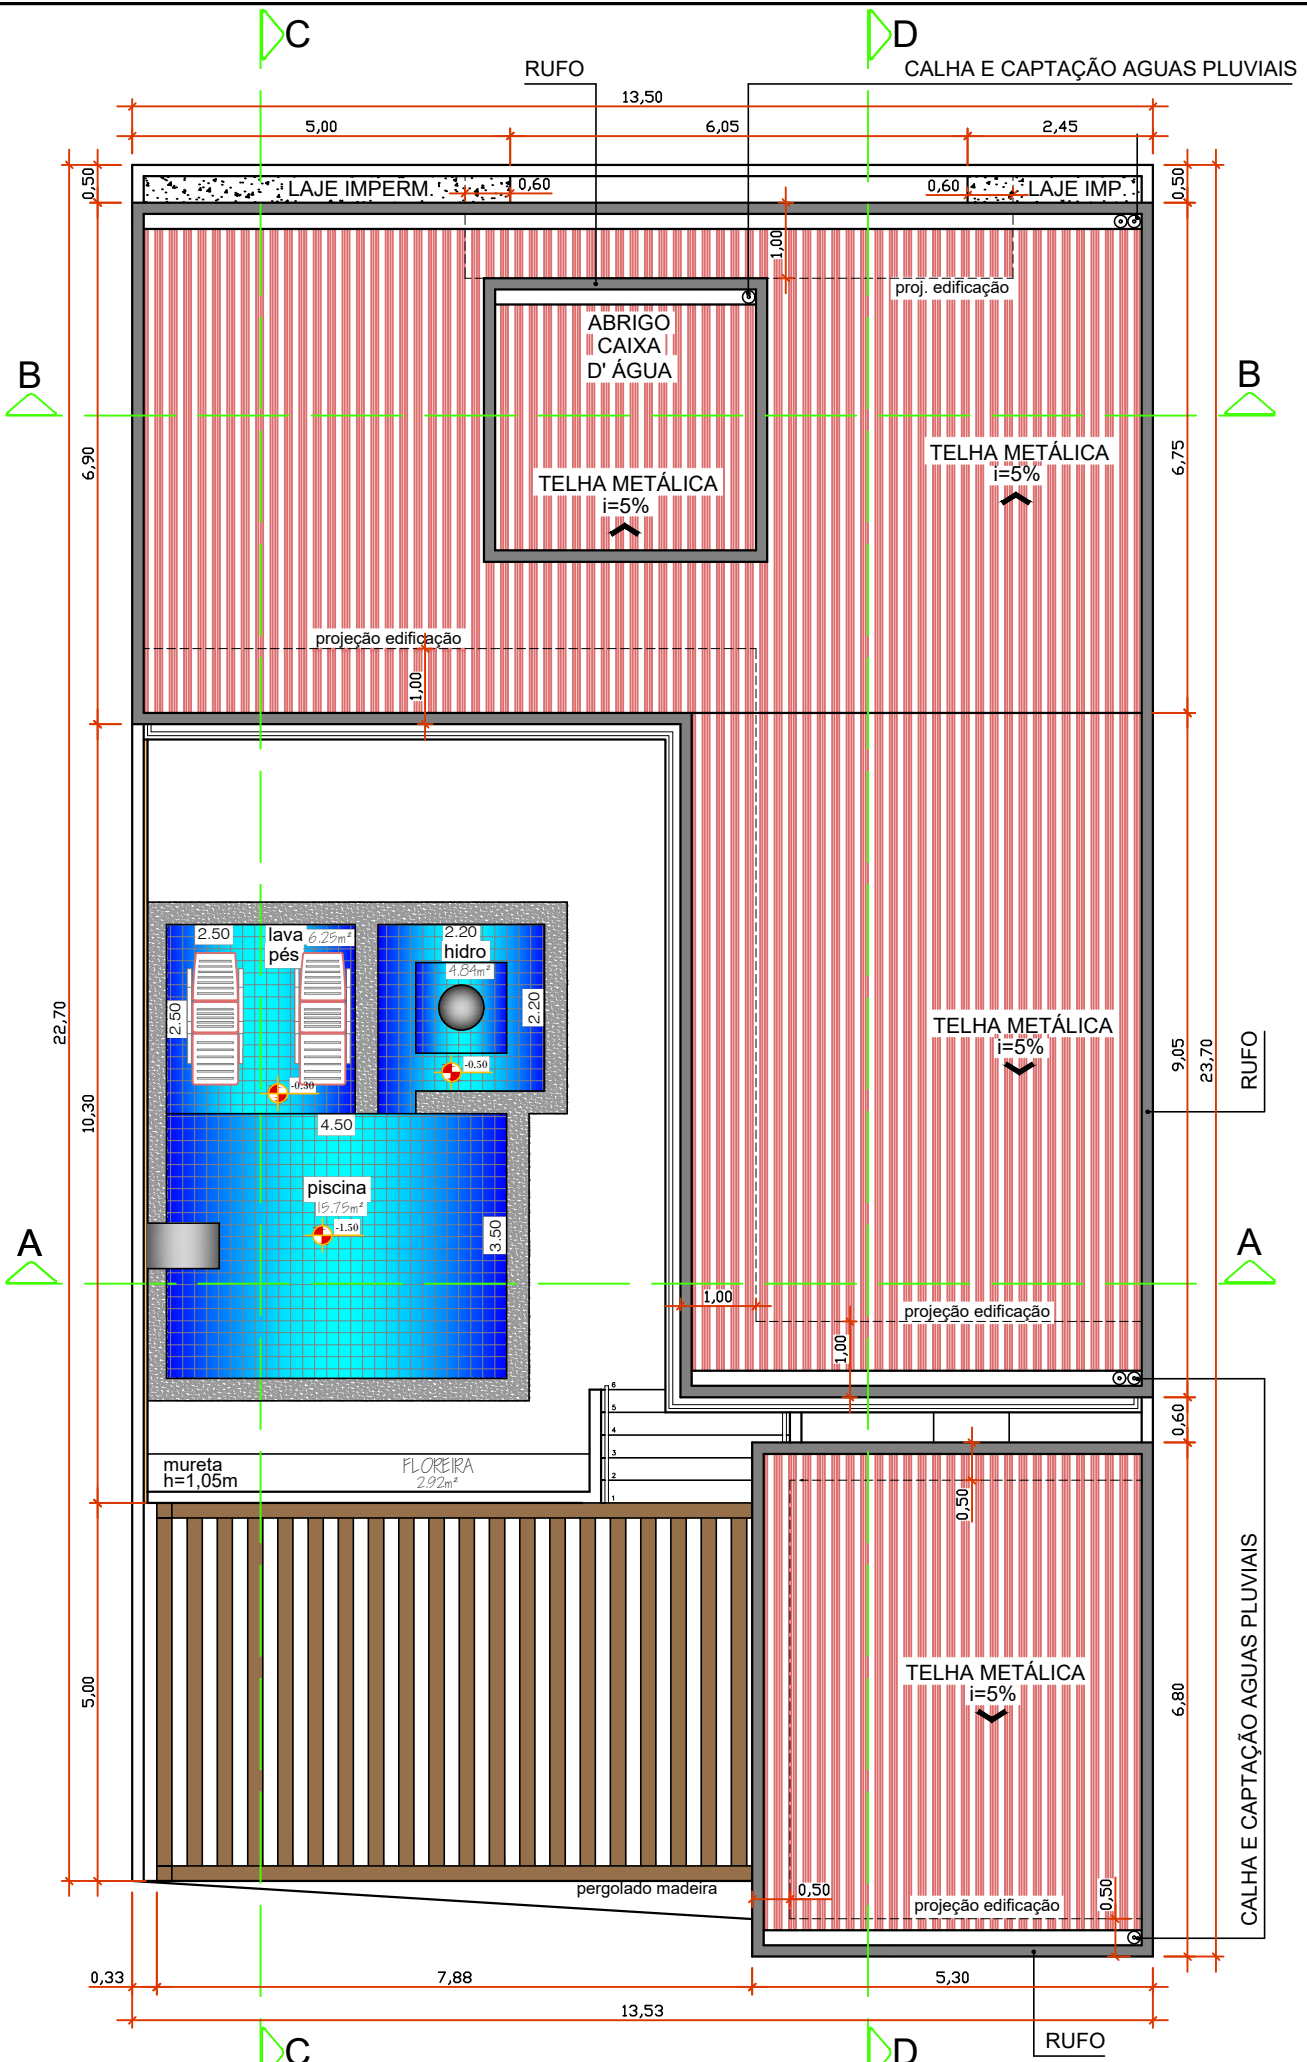 C
D
RUFO
CALHA E CAPTAÇÃO AGUAS PLUVIAIS
13,50
5,00
6,05
2,45
0,50
LAJE IMPERM.
0,60
0,60
LAJE IMP.
0,50
1,00
proj. edificação
ABRIGO
CAIXA
D' ÁGUA
B
B
6,90
TELHA METÁLICA
i=5%
TELHA METÁLICA
i=5%
6,75
projeção edificação
1,00
2.50
lava
pés
6.25m²
2.20
hidro
4.84m²
2.50
2.20
-0.30
-0.50
22,70
10,30
4.50
piscina
15.75m²
-1.50
3.50
TELHA METÁLICA
i=5%
9,05
23,70
RUFO
A
A
1,00
projeção edificação
1,00
6
5
4
3
2
1
0,60
mureta
h=1,05m
FLOREIRA
2.92m²
0,50
5,00
TELHA METÁLICA
i=5%
6,80
CALHA E CAPTAÇÃO AGUAS PLUVIAIS
pergolado madeira
0,50
projeção edificação
0,50
0,33
7,88
5,30
13,53
RUFO
C
D